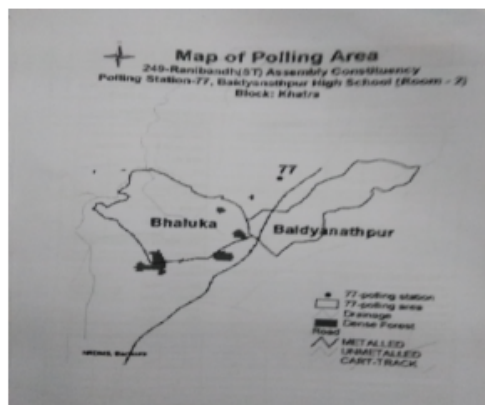 Map of Polling Area
249-Ranibandh(ST) Assembly Constituency
Polling Station-77, Baidyanathpur High School (Room - 2)
Block: Khatra
77
Bhaluka
Baidyanathpur
77-polling station
77-polling area
Drainage
Dense Forest
Road
METALLED
UNMETALLED
CART-TRACK